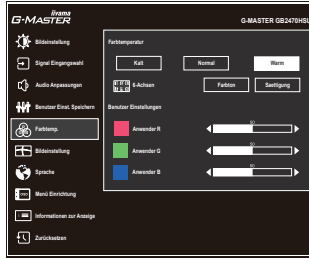 iiyama
G-MASTER
G-MASTER GB2470HSU
Bildeinstellung
Signal Eingangswahl
Audio Anpassungen
Benutzer Einst. Speichern
Farbtemp.
Bildeinstellung
Sprache
Menü Einrichtung
Informationen zur Anzeige
Zurücksetzen
Farbtemperatur
Kalt
Normal
Warm
6-Achsen
Farbton
Saettigung
Benutzer Einstellungen
Anwender R
50
Anwender G
50
Anwender B
50